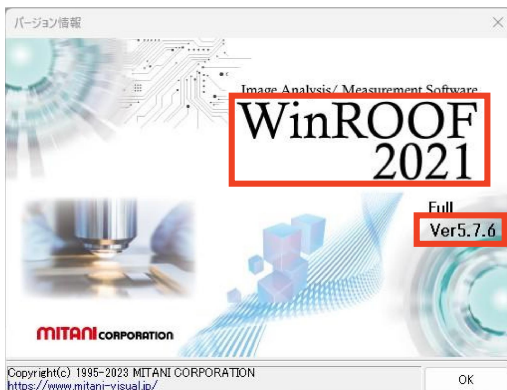 バージョン情報
Image Analysis/ Measurement Software
WinROOF
2021
Full
Ver5.7.6
MITANI CORPORATION
Copyright(c) 1995-2023 MITANI CORPORATION
https://www.mitani-visual.jp/
OK